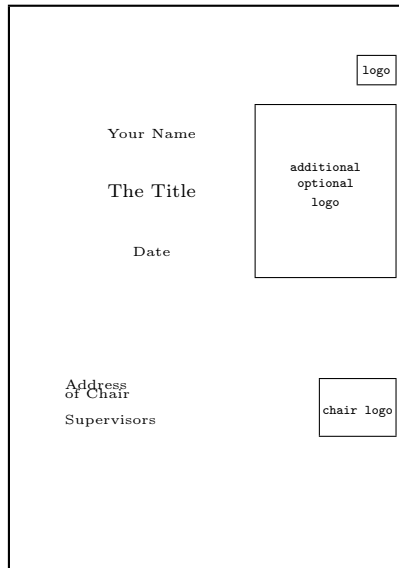 logo
Your Name
additional
optional
logo
The Title
Date
Address
of Chair
chair logo
Supervisors